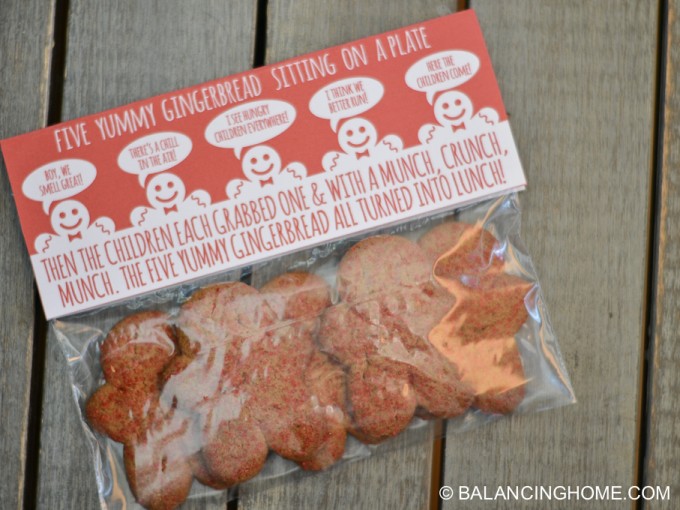 FIVE YUMMY GINGERBREAD SITTING ON A PLATE
BOY, WE
SMELL GREAT!
THERE'S A CHILL
IN THE AIR!
I SEE HUNGRY
CHILDREN EVERYWHERE!
I THINK WE
BETTER RUN!
HERE THE
CHILDREN COME!
THEN THE CHILDREN EACH GRABBED ONE & WITH A MUNCH, CRUNCH,
MUNCH. THE FIVE YUMMY GINGERBREAD ALL TURNED INTO LUNCH!
© BALANCINGHOME.COM